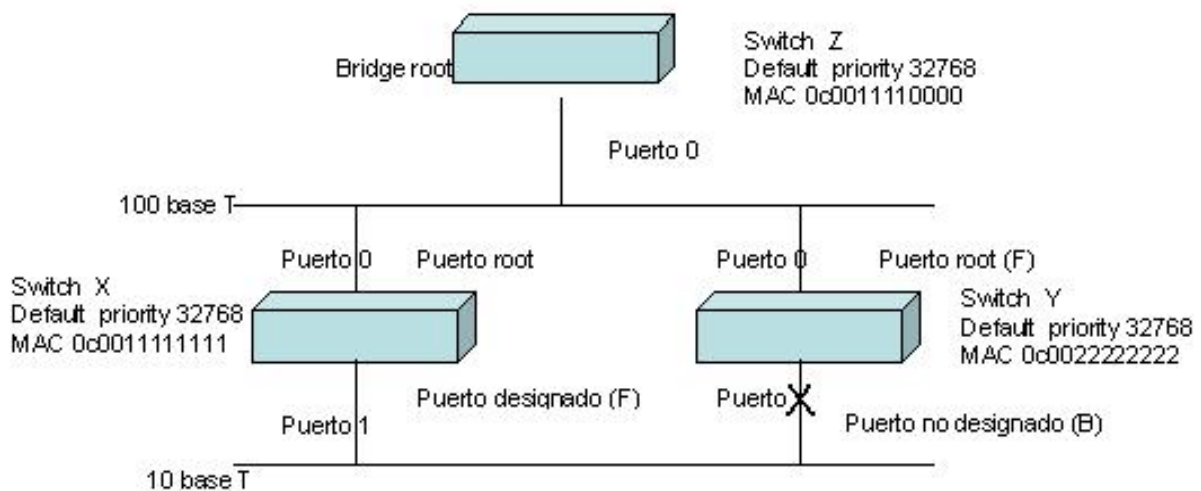 Bridge root
Switch Z
Default priority 32768
MAC 0c0011110000
Puerto 0
100 base T
Puerto 0
Puerto root
Puerto 0
Puerto root (F)
Switch X
Default priority 32768
MAC 0c0011111111
Switch Y
Default priority 32768
MAC 0c0022222222
Puerto designado (F)
Puerto 1
Puerto
Puerto no designado (B)
10 base T